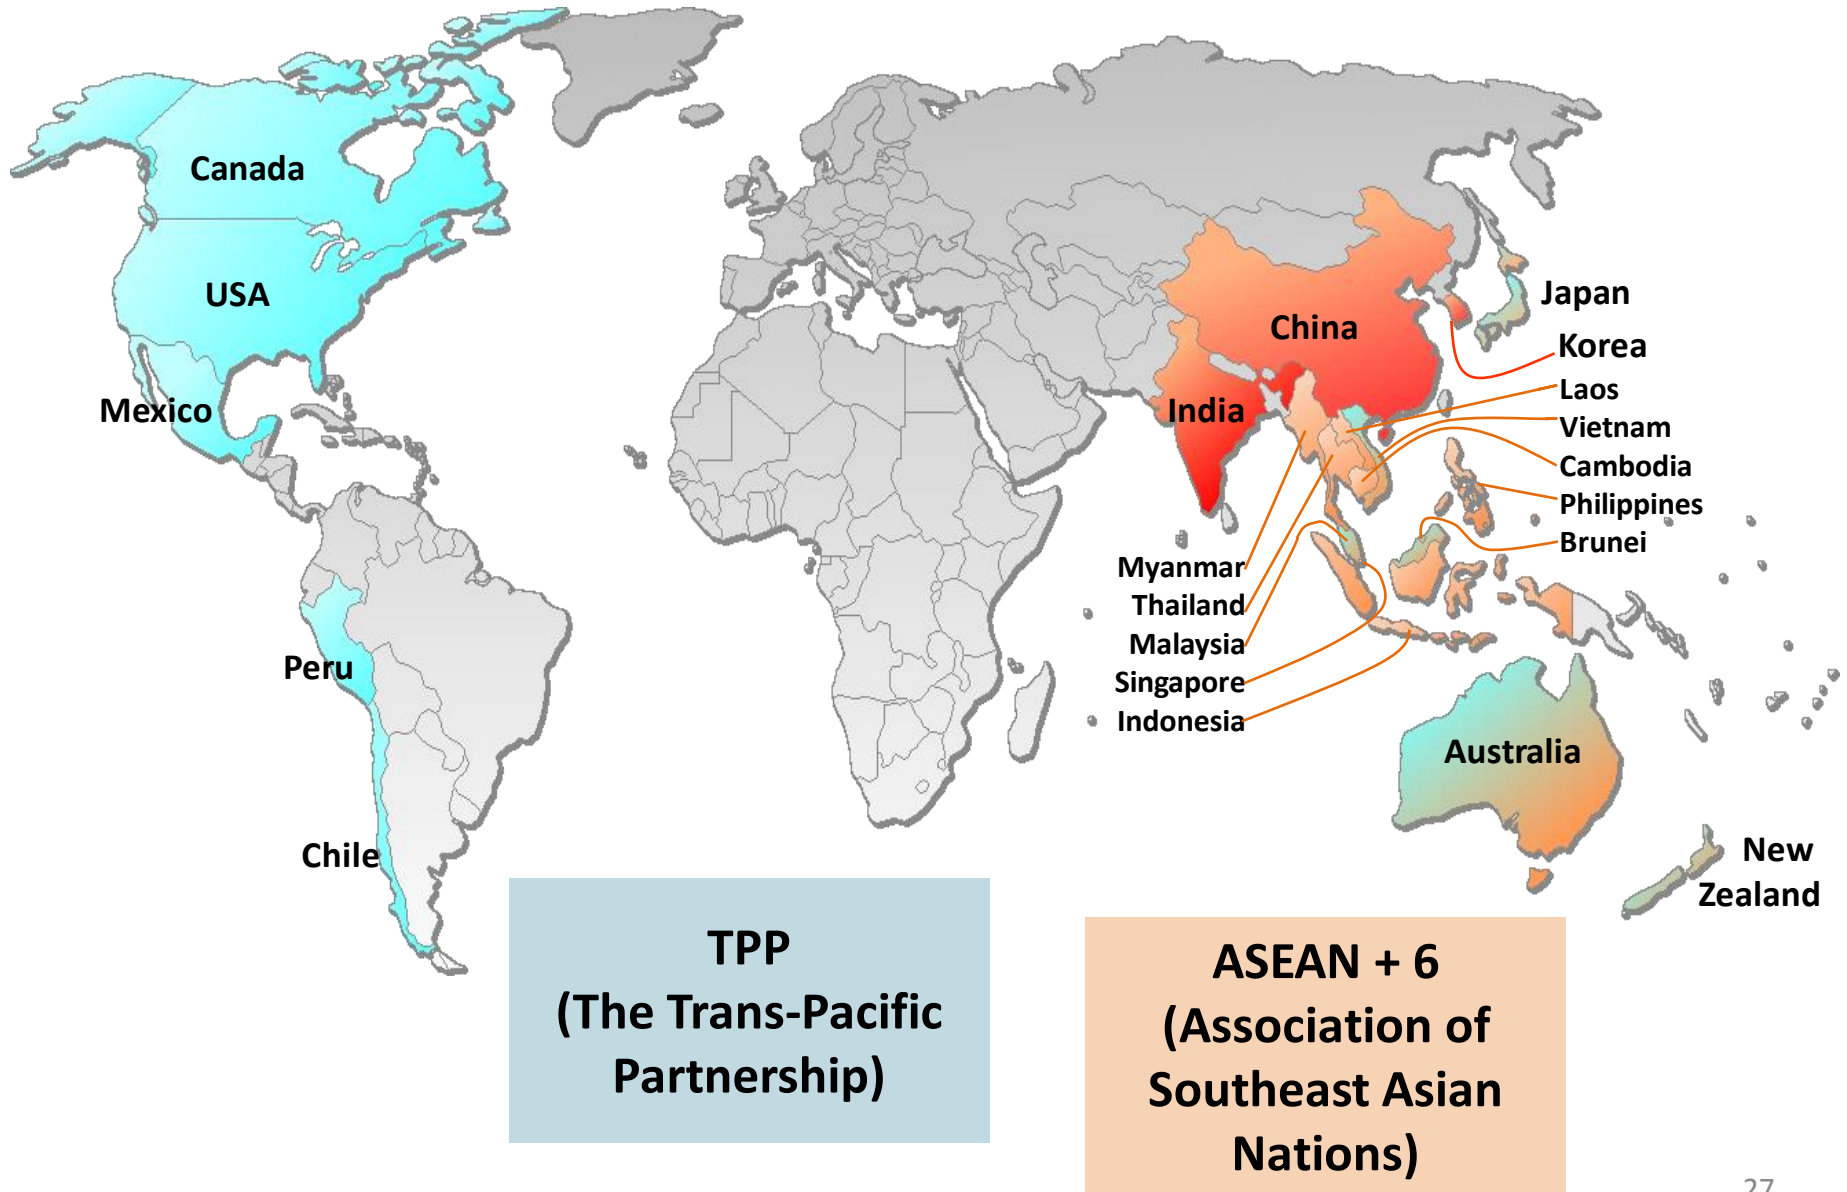 Canada
USA
Mexico
Peru
Chile
China
India
Japan
Korea
Laos
Vietnam
Cambodia
Philippines
Brunei
Myanmar
Thailand
Malaysia
Singapore
Indonesia
Australia
New
Zealand
TPP
(The Trans-Pacific
Partnership)
ASEAN + 6
(Association of
Southeast Asian
Nations)
27